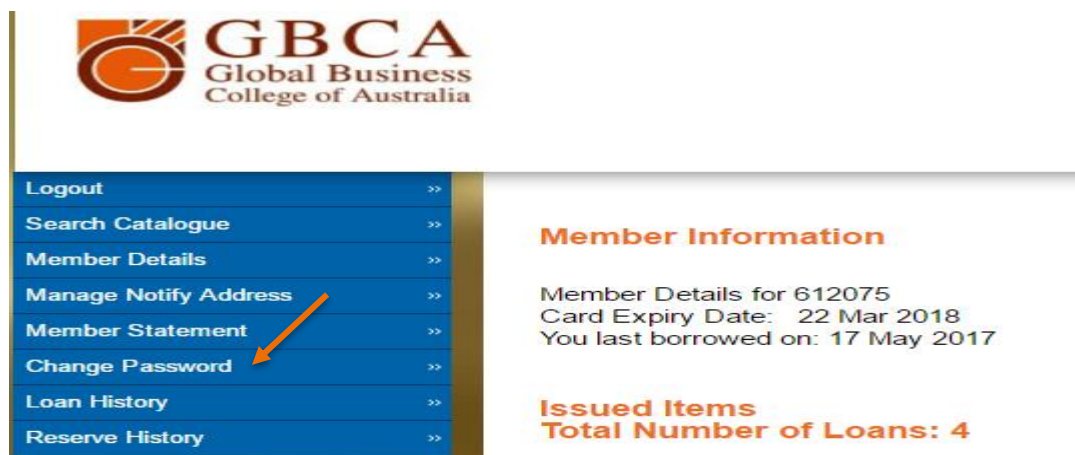 GBCA
Global Business
College of Australia
Logout »
Search Catalogue »
Member Details »
Manage Notify Address »
Member Statement »
Change Password »
Loan History »
Reserve History »
Member Information
Member Details for 612075
Card Expiry Date: 22 Mar 2018
You last borrowed on: 17 May 2017
Issued Items
Total Number of Loans: 4